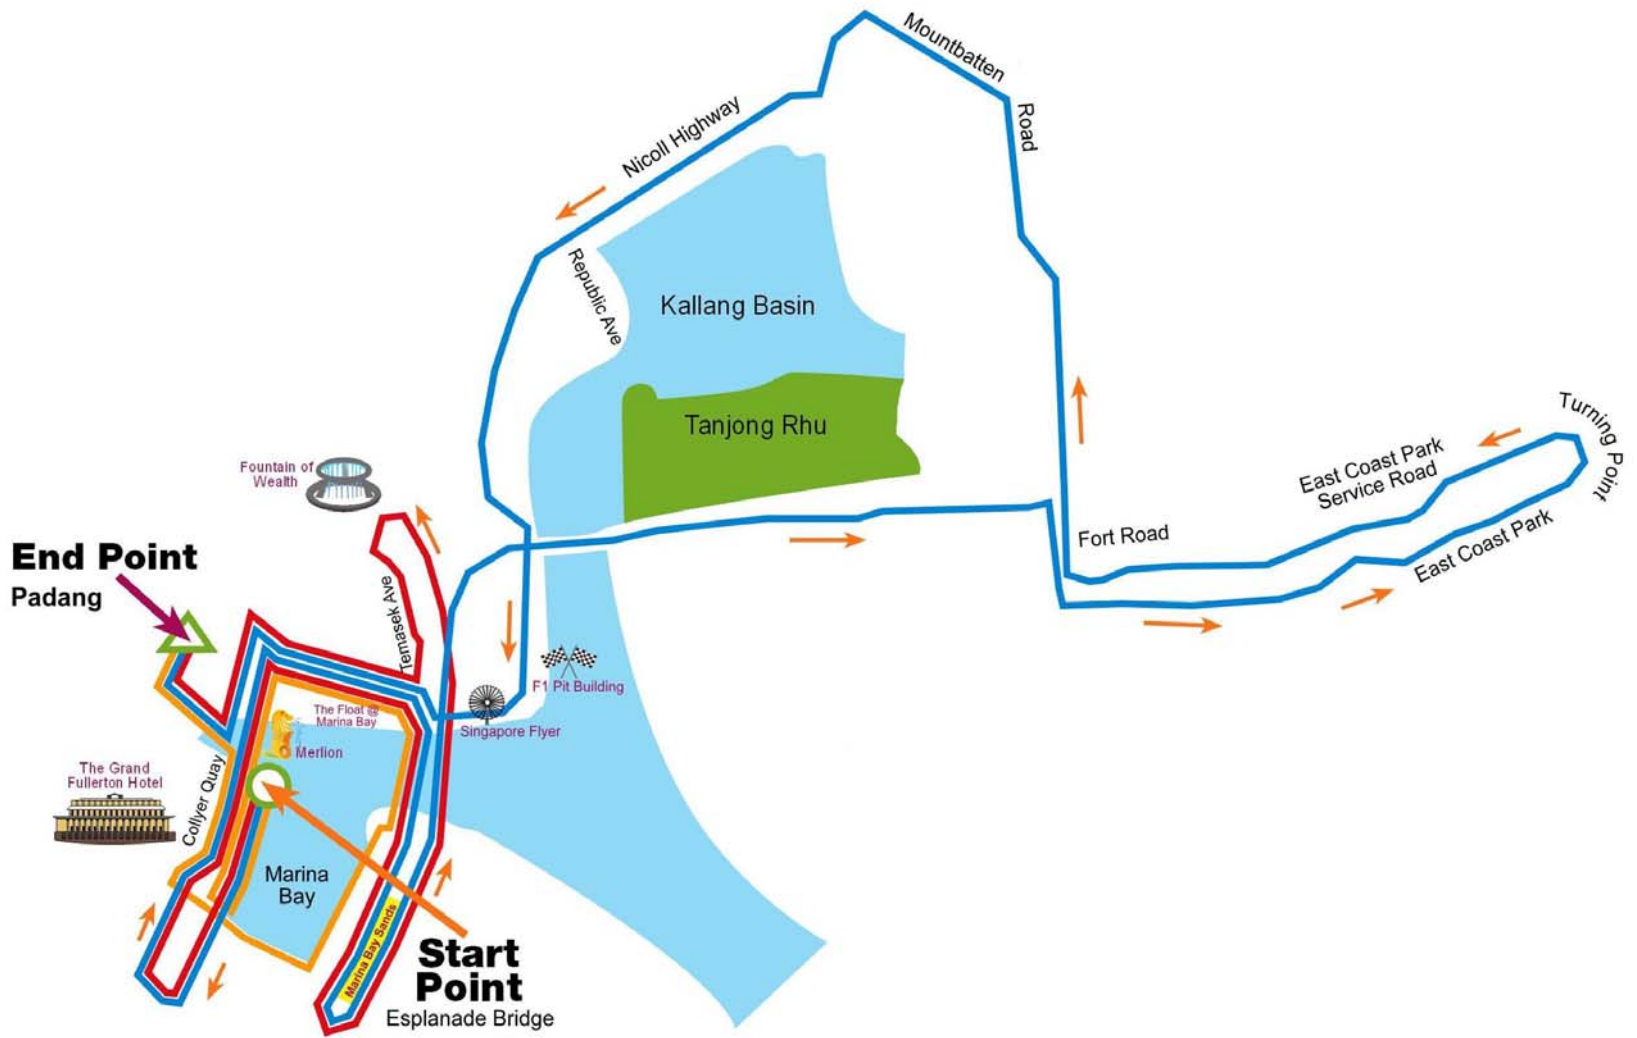 Mountbatten
Road
Nicoll Highway
Republic Ave
Kallang Basin
Tanjong Rhu
Turning Point
East Coast Park
Service Road
East Coast Park
Fort Road
Fountain of
Wealth
End Point
Padang
Temasek Ave
F1 Pit Building
The Float @
Marina Bay
Singapore Flyer
Merlion
The Grand
Fullerton Hotel
Collyer Quay
Marina
Bay
Marina Bay Sands
Start
Point
Esplanade Bridge